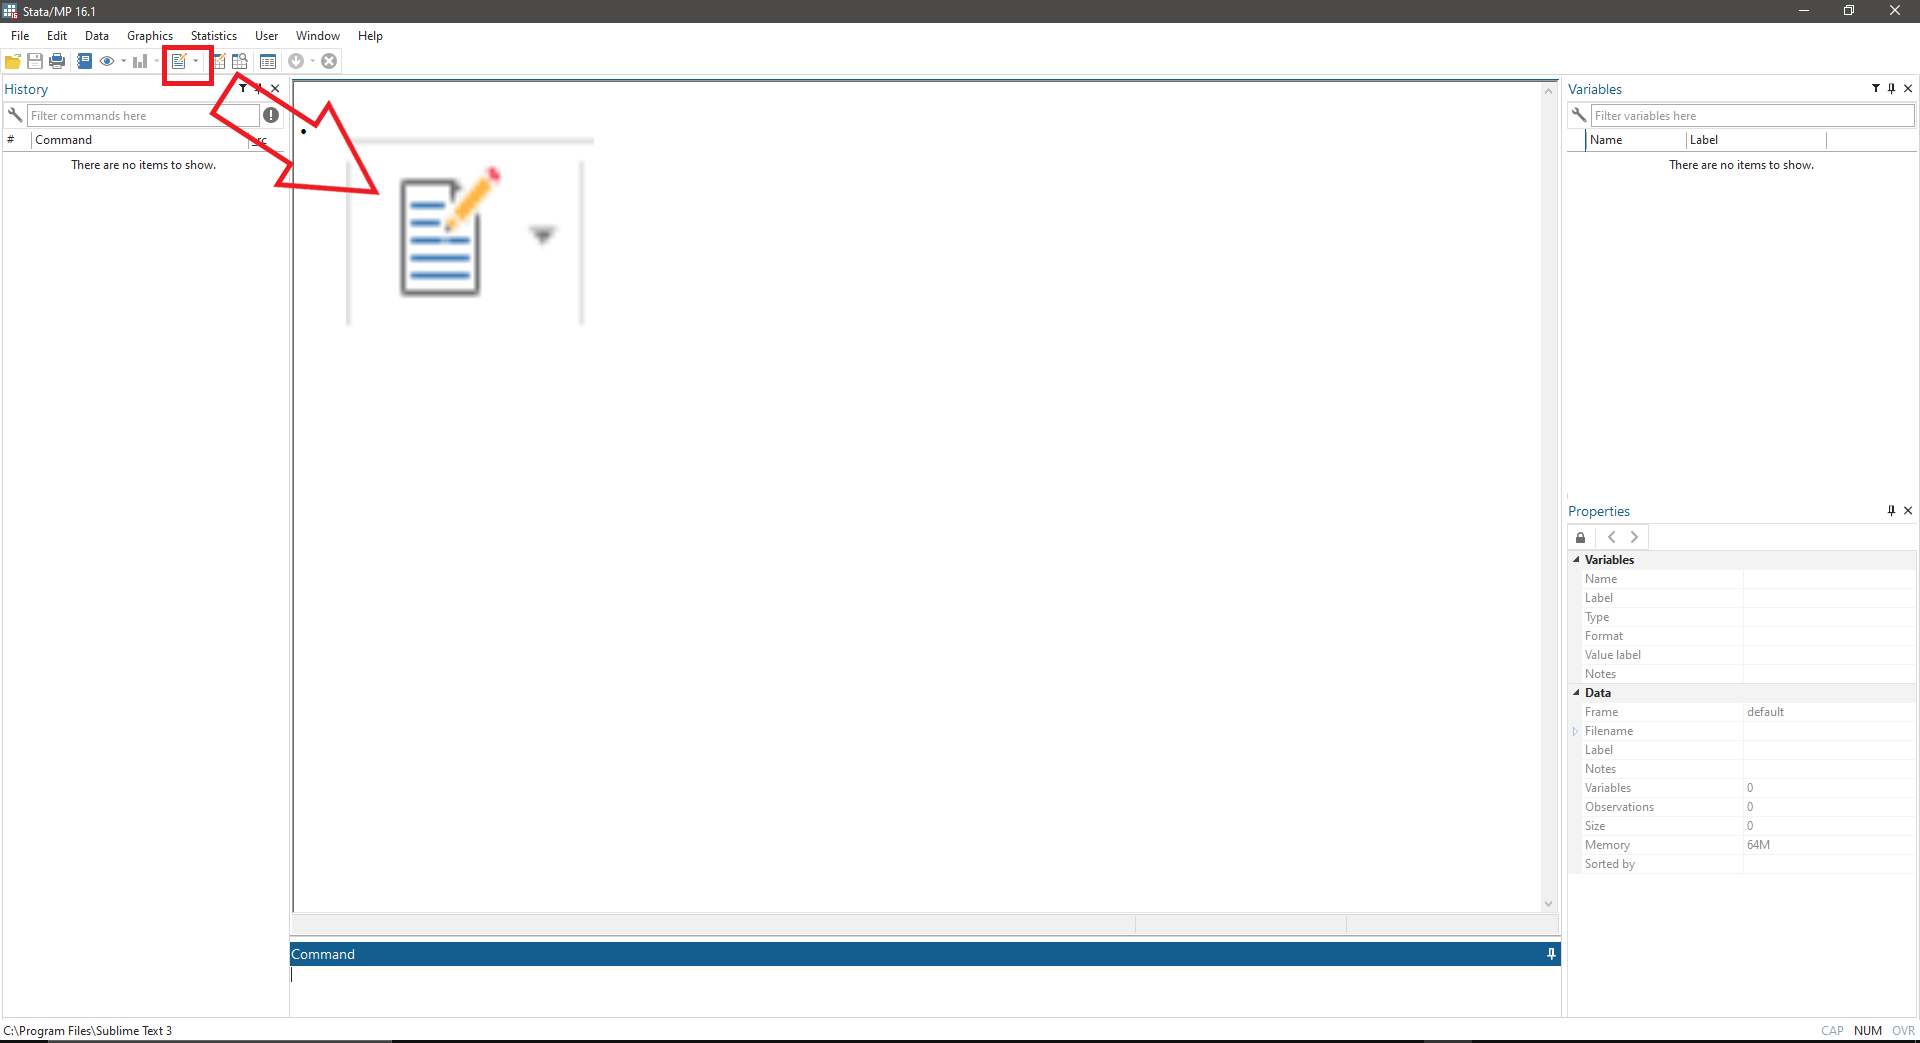 Stata/MP 16.1
File Edit Data Graphics Statistics User Window Help
History
Filter commands here
# Command
There are no items to show.
Variables
Filter variables here
Name Label
There are no items to show.
Properties
Variables
Name
Label
Type
Format
Value label
Notes
Data
Frame default
Filename
Label
Notes
Variables 0
Observations 0
Size 0
Memory 64M
Sorted by
Command
C:\Program Files\Sublime Text 3
CAP NUM OVR